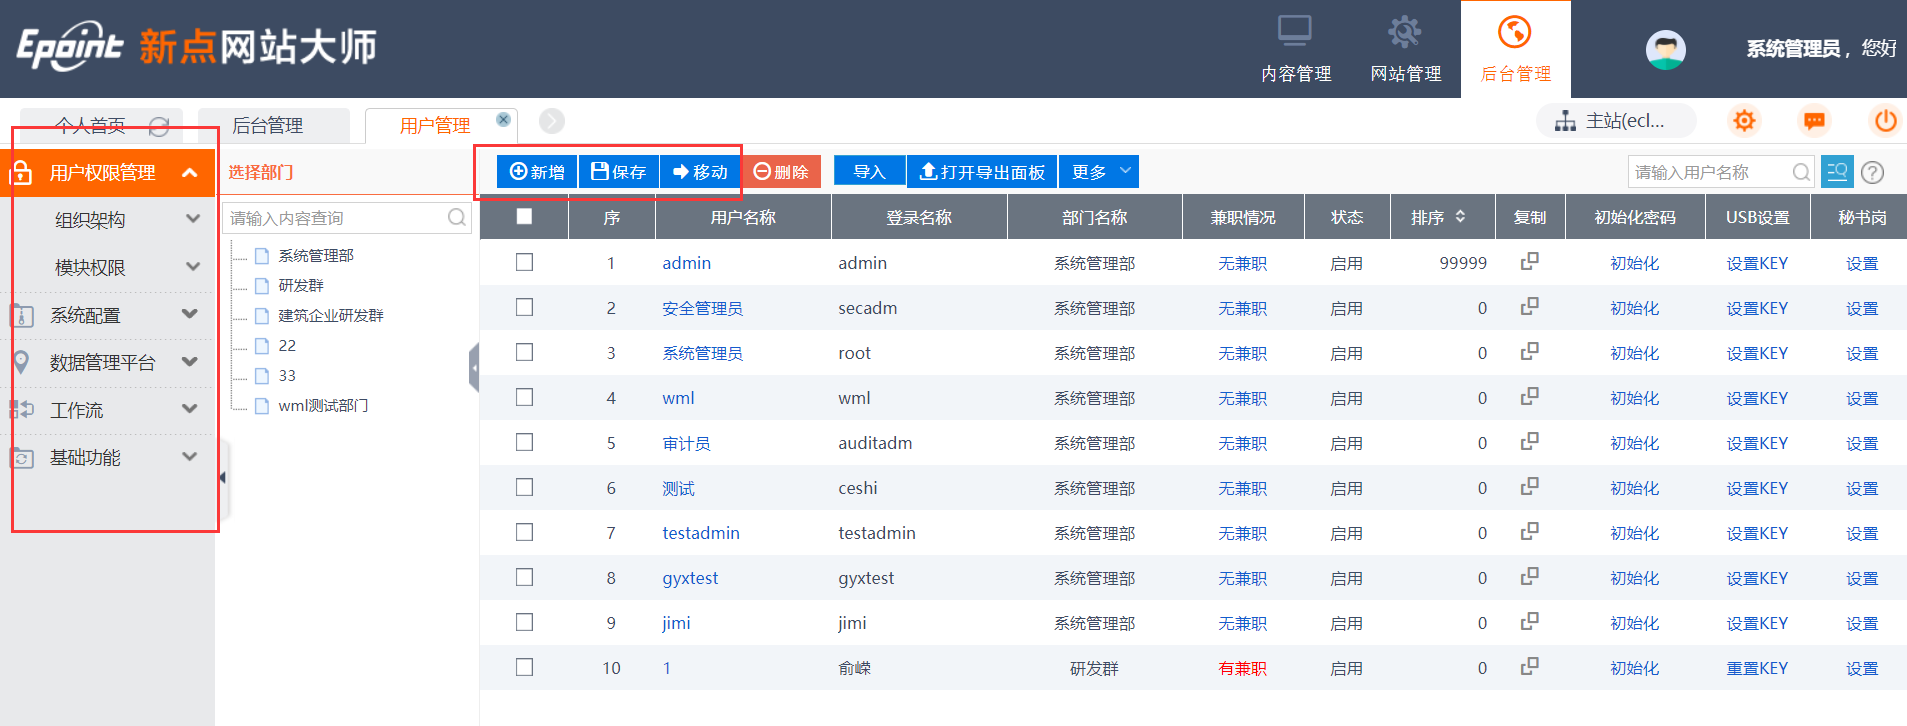 Epoint 新点网站大师
内容管理 网站管理 后台管理 系统管理员，您好
个人首页 后台管理 用户管理 主站(ecl...
用户权限管理
组织架构
模块权限
系统配置
数据管理平台
工作流
基础功能
选择部门
请输入内容查询
系统管理部
研发群
建筑企业研发群
22
33
wml测试部门
新增 保存 移动 删除 导入 打开导出面板 更多 请输入用户名称
序 用户名称 登录名称 部门名称 兼职情况 状态 排序 复制 初始化密码 USB设置 秘书岗
1 admin admin 系统管理部 无兼职 启用 99999 初始化 设置KEY 设置
2 安全管理员 secadm 系统管理部 无兼职 启用 0 初始化 设置KEY 设置
3 系统管理员 root 系统管理部 无兼职 启用 0 初始化 设置KEY 设置
4 wml wml 系统管理部 无兼职 启用 0 初始化 设置KEY 设置
5 审计员 auditadm 系统管理部 无兼职 启用 0 初始化 设置KEY 设置
6 测试 ceshi 系统管理部 无兼职 启用 0 初始化 设置KEY 设置
7 testadmin testadmin 系统管理部 无兼职 启用 0 初始化 设置KEY 设置
8 gyxtest gyxtest 系统管理部 无兼职 启用 0 初始化 设置KEY 设置
9 jimi jimi 系统管理部 无兼职 启用 0 初始化 设置KEY 设置
10 1 俞嵘 研发群 有兼职 启用 0 初始化 重置KEY 设置